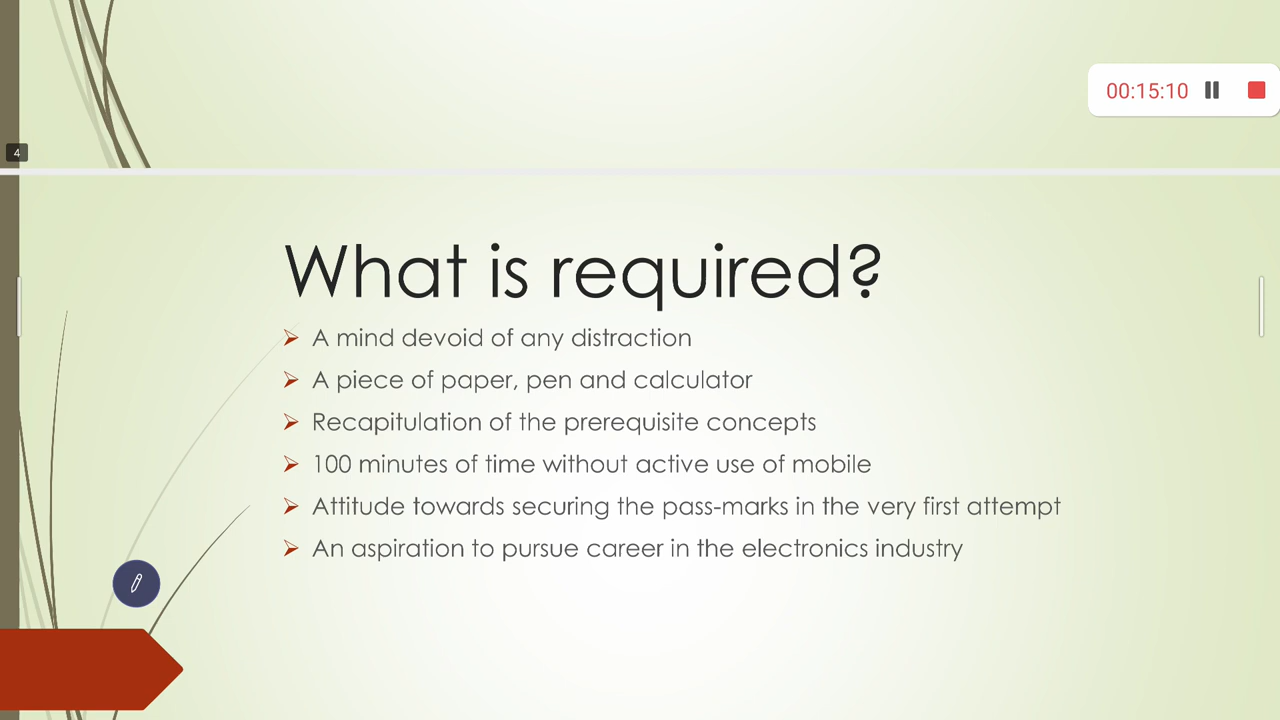 00:15:10
4
What is required?
A mind devoid of any distraction
A piece of paper, pen and calculator
Recapitulation of the prerequisite concepts
100 minutes of time without active use of mobile
Attitude towards securing the pass-marks in the very first attempt
An aspiration to pursue career in the electronics industry